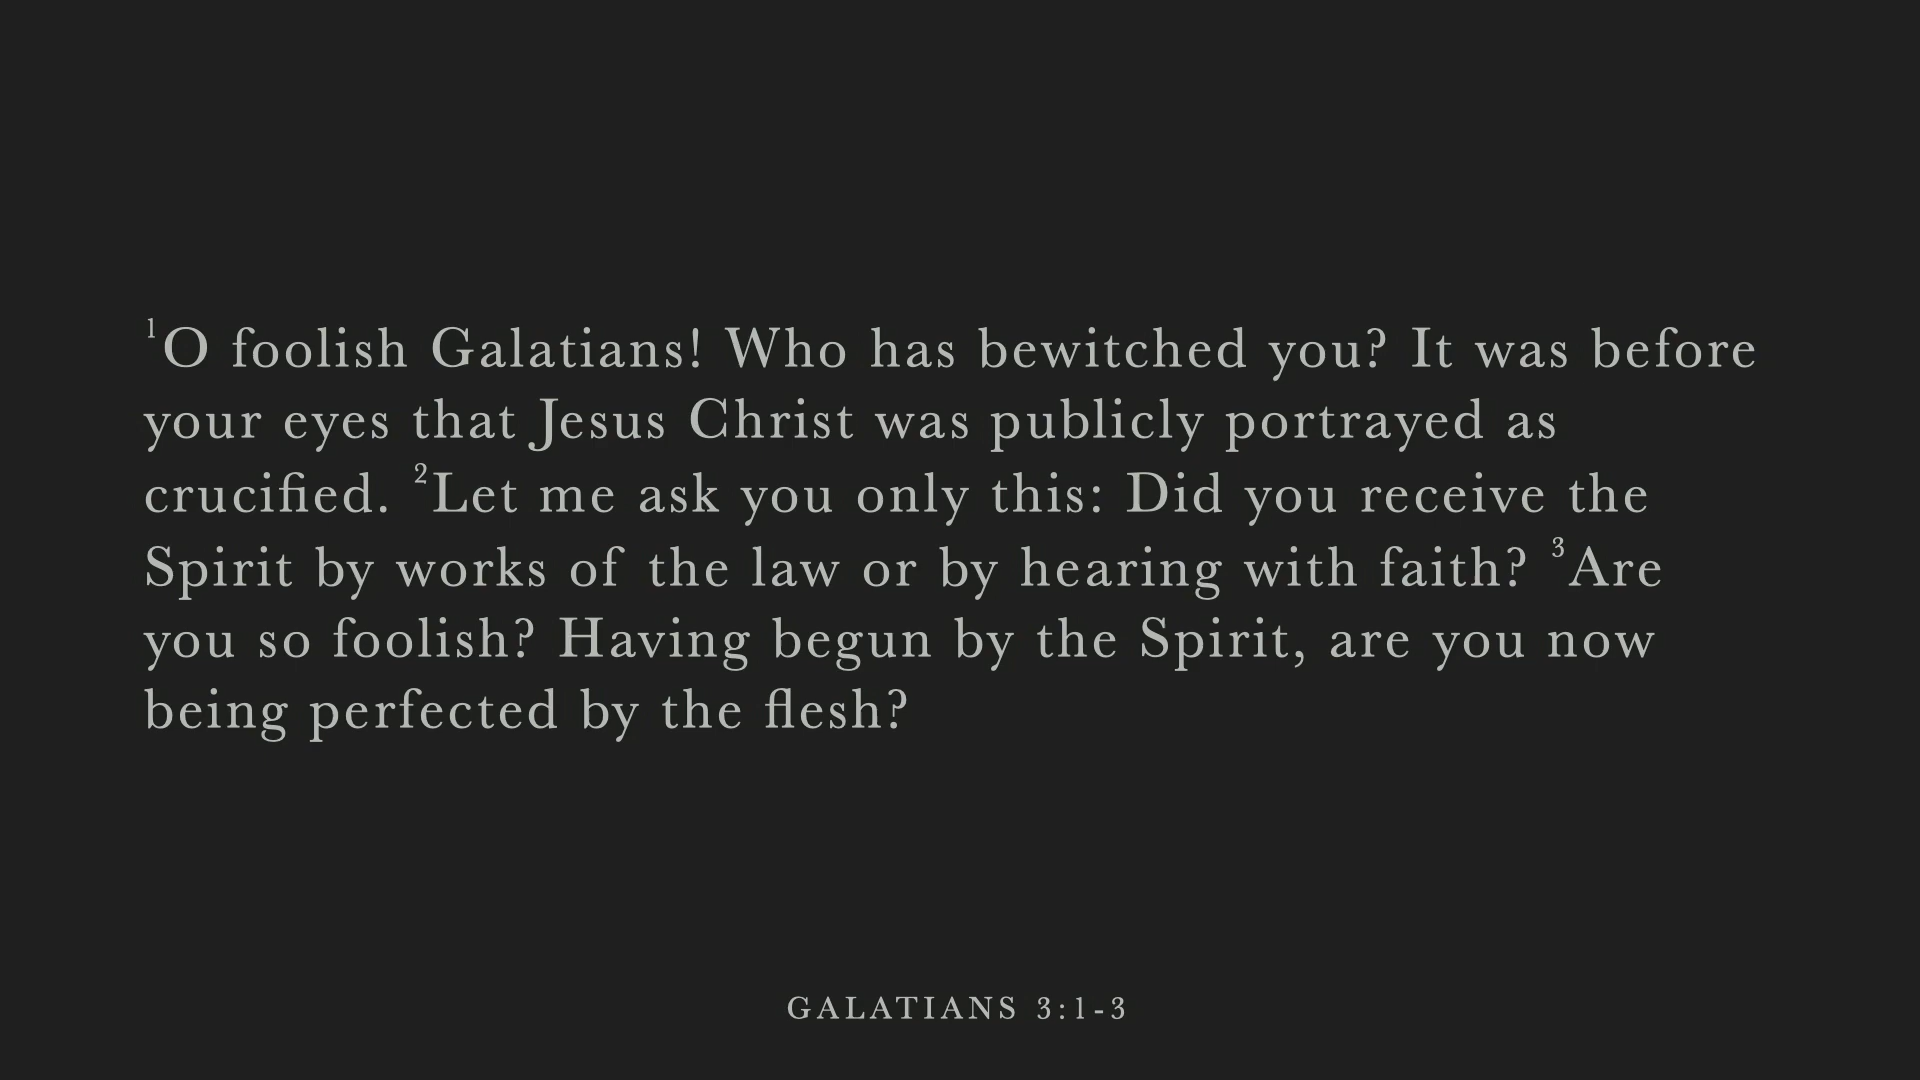 ¹O foolish Galatians! Who has bewitched you? It was before
your eyes that Jesus Christ was publicly portrayed as
crucified. ²Let me ask you only this: Did you receive the
Spirit by works of the law or by hearing with faith? ³Are
you so foolish? Having begun by the Spirit, are you now
being perfected by the flesh?
GALATIANS 3:1-3